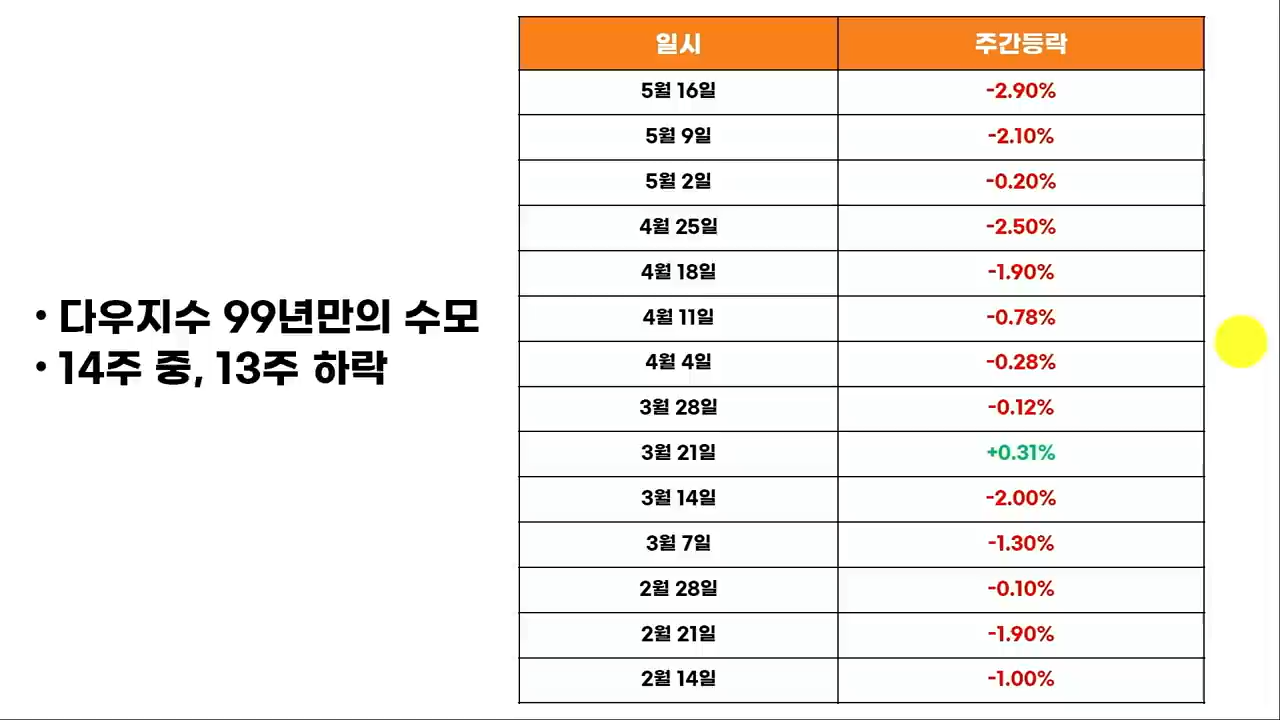 • 다우지수 99년만의 수모
• 14주 중, 13주 하락
일시 주간등락
5월 16일 -2.90%
5월 9일 -2.10%
5월 2일 -0.20%
4월 25일 -2.50%
4월 18일 -1.90%
4월 11일 -0.78%
4월 4일 -0.28%
3월 28일 -0.12%
3월 21일 +0.31%
3월 14일 -2.00%
3월 7일 -1.30%
2월 28일 -0.10%
2월 21일 -1.90%
2월 14일 -1.00%